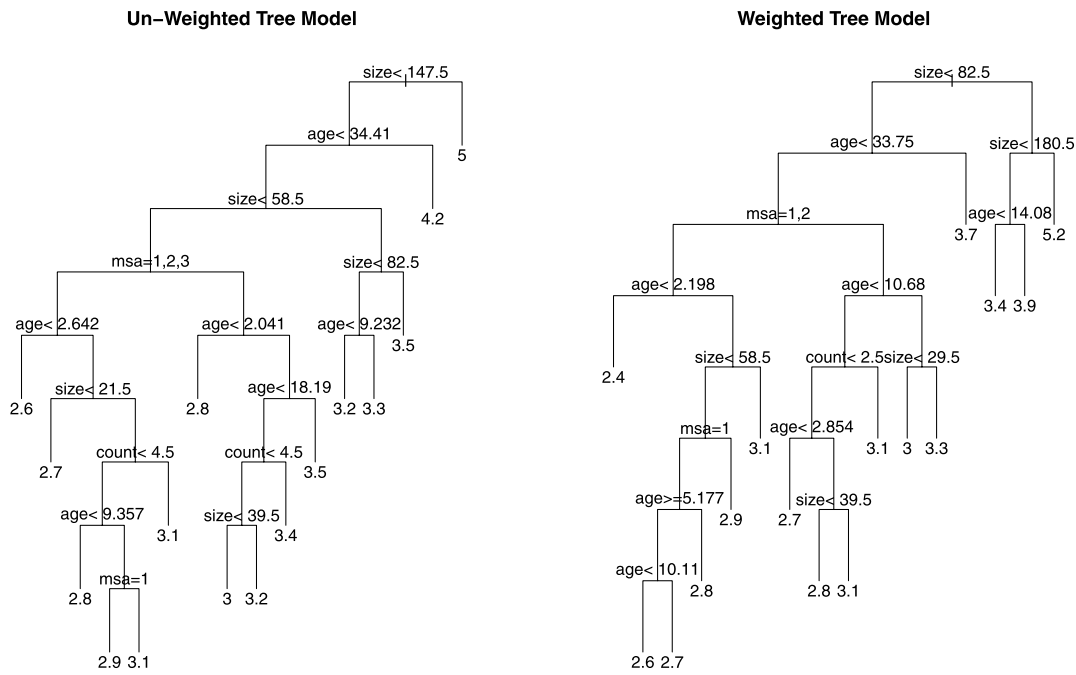 Un−Weighted Tree Model
size< 147.5
age< 34.41
5
size< 58.5
4.2
msa=1,2,3
size< 82.5
age< 2.642
age< 2.041
age< 9.232
3.5
size< 21.5
age< 18.19
2.6
2.8
3.2 3.3
count< 4.5
count< 4.5
2.7
3.5
age< 9.357
size< 39.5
3.1
3.4
msa=1
2.8
3 3.2
2.9 3.1
Weighted Tree Model
size< 82.5
age< 33.75
size< 180.5
msa=1,2
age< 14.08
3.7
5.2
age< 2.198
age< 10.68
3.4 3.9
size< 58.5
count< 2.5
size< 29.5
2.4
msa=1
age< 2.854
3.1
3.1
3
3.3
age>=5.177
size< 39.5
2.9
2.7
age< 10.11
2.8
2.8 3.1
2.6 2.7